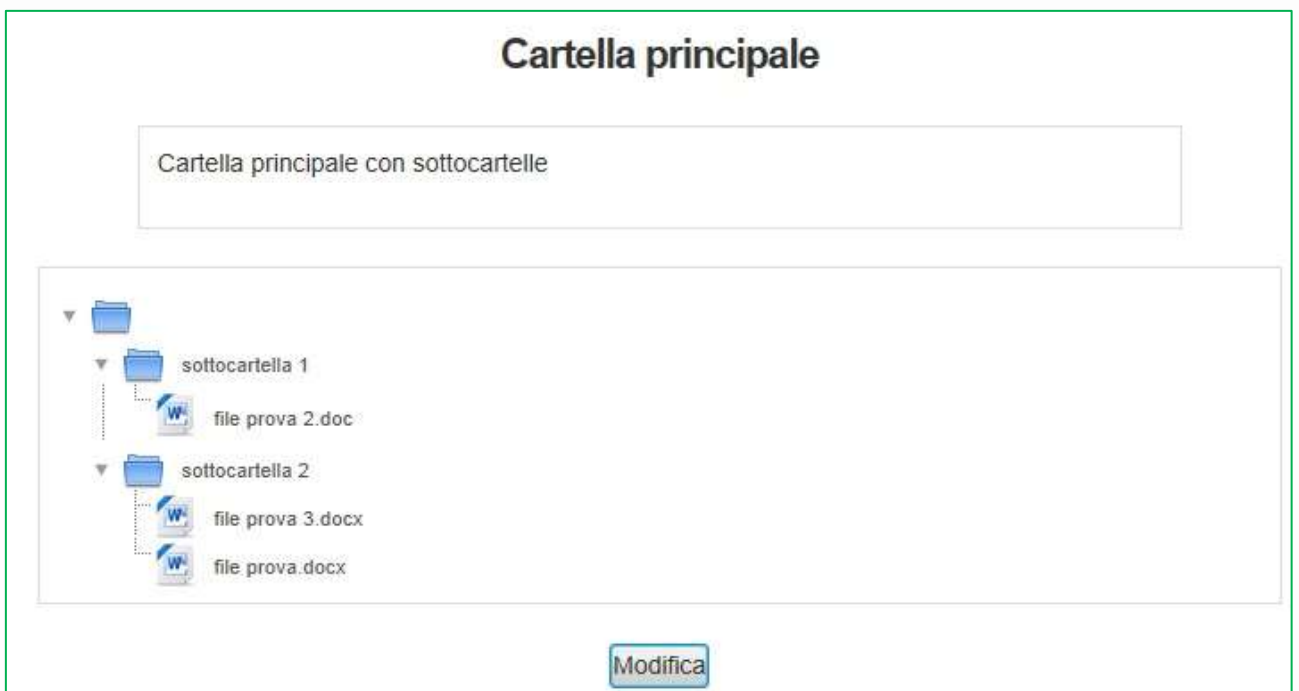 Cartella principale
Cartella principale con sottocartelle
sottocartella 1
file prova 2.doc
sottocartella 2
file prova 3.docx
file prova.docx
Modifica